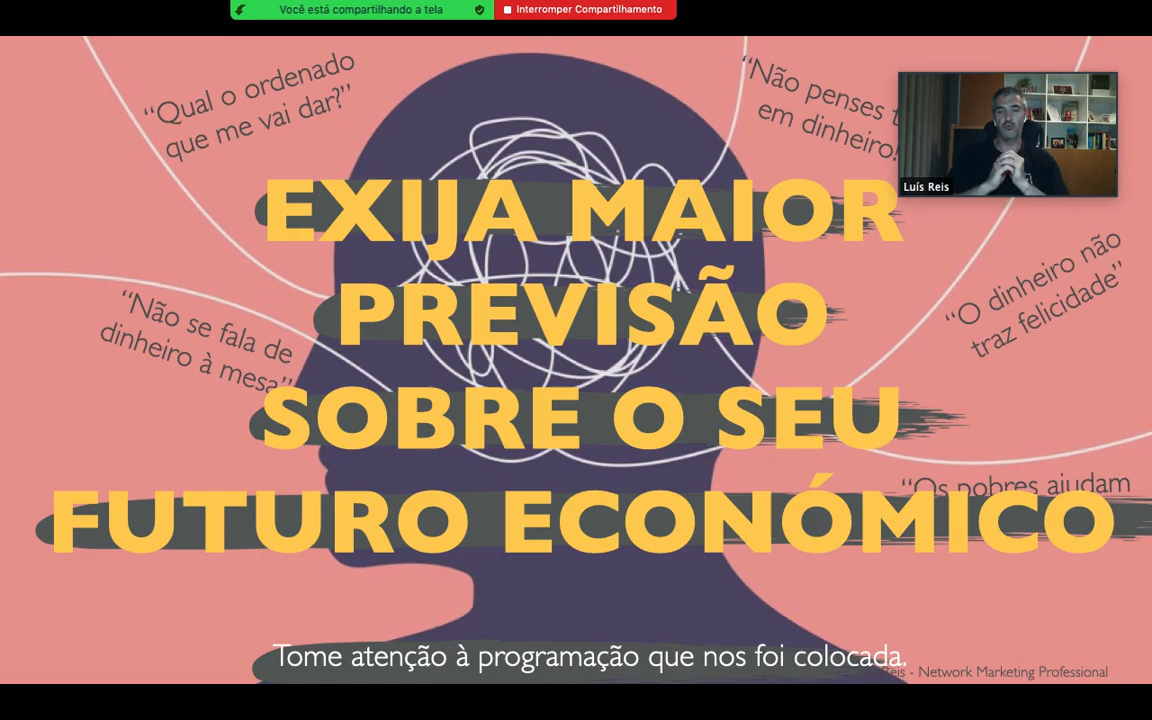 Você está compartilhando a tela
Interromper Compartilhamento
“Qual o ordenado
que me vai dar?”
“Não penses
em dinheiro!
Luís Reis
EXIJA MAIOR
PREVISÃO
SOBRE O SEU
FUTURO ECONÓMICO
“Não se fala de
dinheiro à mesa”
“O dinheiro não
traz felicidade”
“Os pobres ajudam
Tome atenção à programação que nos foi colocada.
Reis - Network Marketing Professional